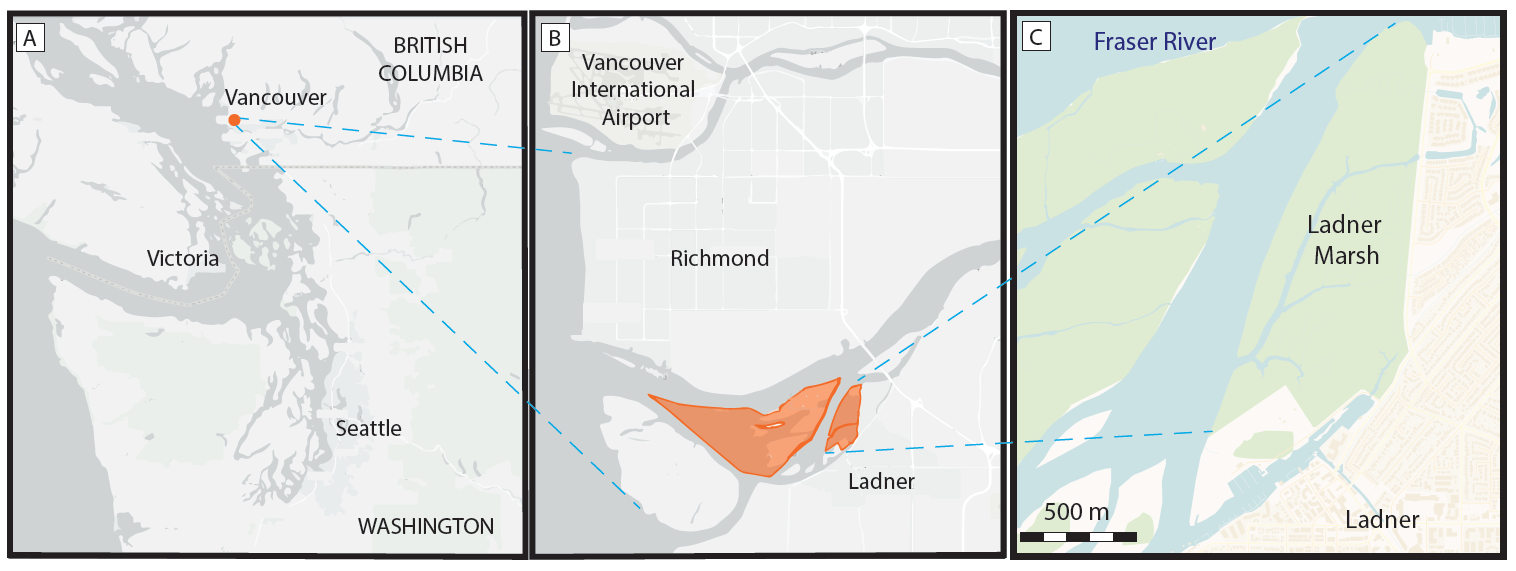 A
BRITISH
COLUMBIA
Vancouver
Victoria
Seattle
WASHINGTON
B
Vancouver
International
Airport
Richmond
Ladner
C
Fraser River
Ladner
Marsh
500 m
Ladner